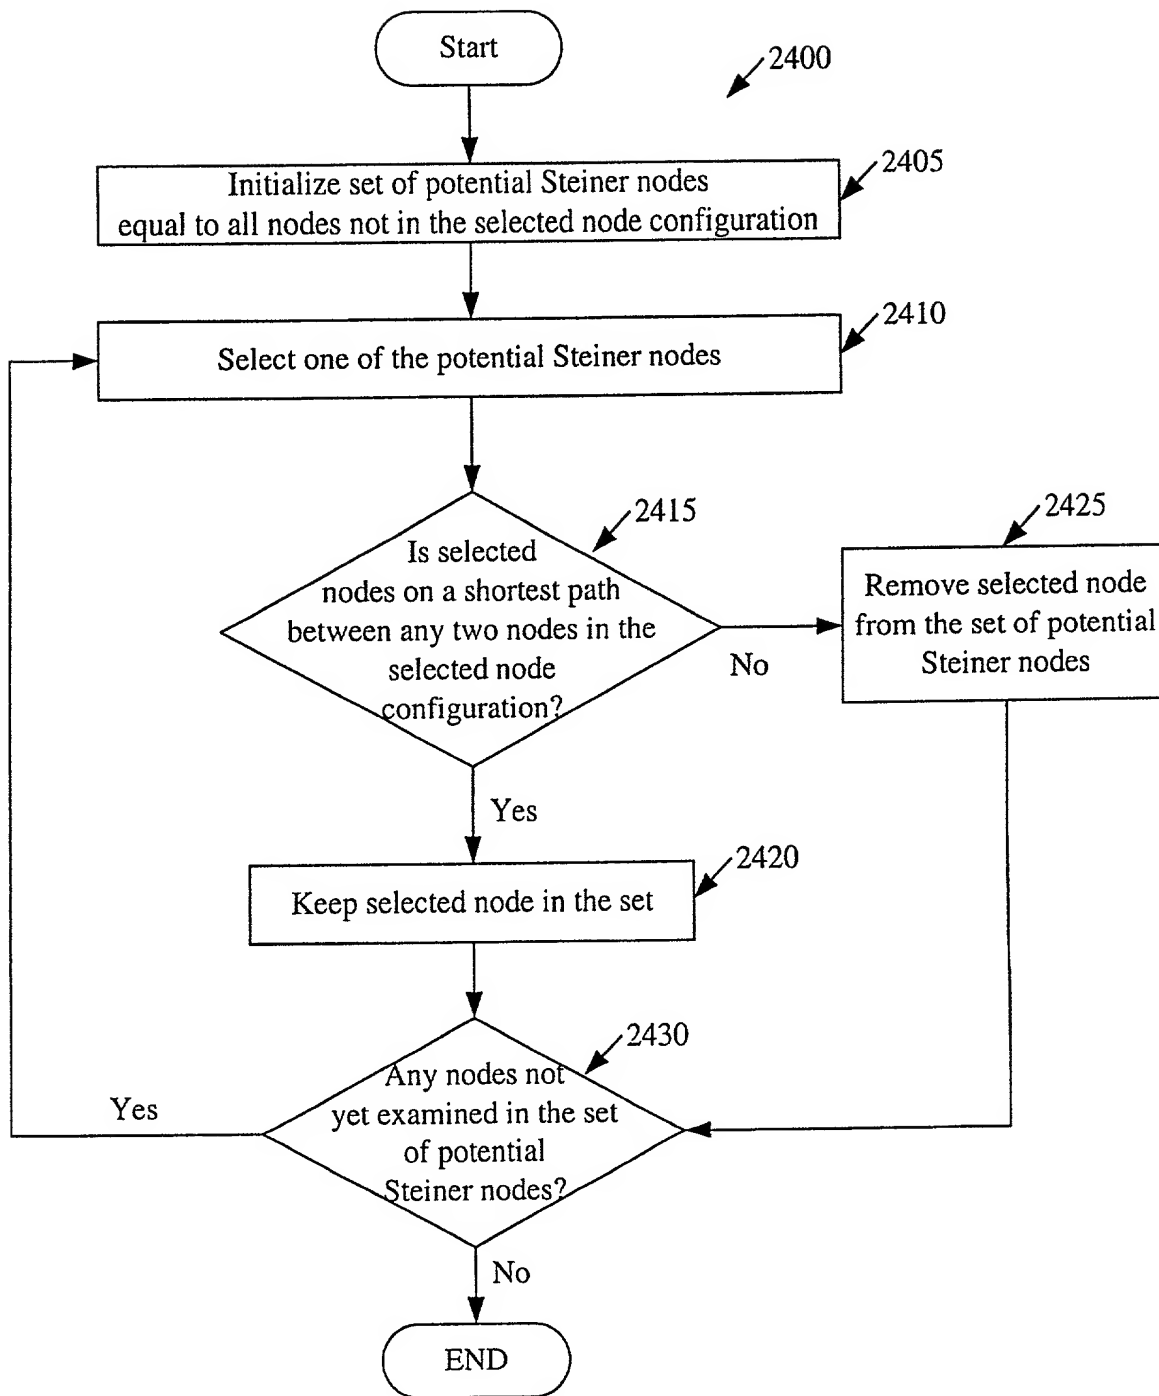 Start
2400
2405
Initialize set of potential Steiner nodes
equal to all nodes not in the selected node configuration
2410
Select one of the potential Steiner nodes
2415
Is selected
nodes on a shortest path
between any two nodes in the
selected node
configuration?
No
2425
Remove selected node
from the set of potential
Steiner nodes
Yes
2420
Keep selected node in the set
2430
Any nodes not
yet examined in the set
of potential
Steiner nodes?
Yes
No
END